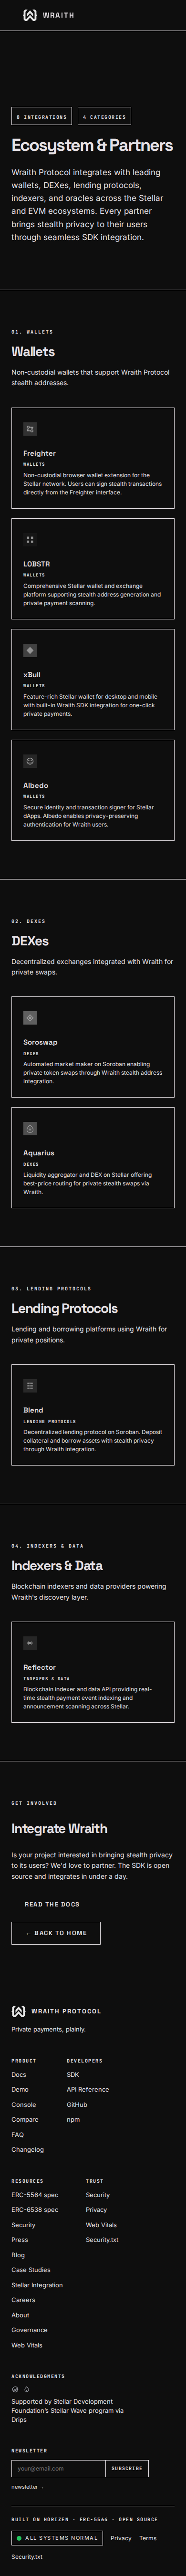 WRAITH
8 INTEGRATIONS
4 CATEGORIES
Ecosystem & Partners
Wraith Protocol integrates with leading
wallets, DEXes, lending protocols,
indexers, and oracles across the Stellar
and EVM ecosystems. Every partner
brings stealth privacy to their users
through seamless SDK integration.
01. WALLETS
Wallets
Non-custodial wallets that support Wraith Protocol
stealth addresses.
Freighter
WALLETS
Non-custodial browser wallet extension for the
Stellar network. Users can sign stealth transactions
directly from the Freighter interface.
LOBSTR
WALLETS
Comprehensive Stellar wallet and exchange
platform supporting stealth address generation and
private payment scanning.
xBull
WALLETS
Feature-rich Stellar wallet for desktop and mobile
with built-in Wraith SDK integration for one-click
private payments.
Albedo
WALLETS
Secure identity and transaction signer for Stellar
dApps. Albedo enables privacy-preserving
authentication for Wraith users.
02. DEXES
DEXes
Decentralized exchanges integrated with Wraith for
private swaps.
Soroswap
DEXES
Automated market maker on Soroban enabling
private token swaps through Wraith stealth address
integration.
Aquarius
DEXES
Liquidity aggregator and DEX on Stellar offering
best-price routing for private stealth swaps via
Wraith.
03. LENDING PROTOCOLS
Lending Protocols
Lending and borrowing platforms using Wraith for
private positions.
Blend
LENDING PROTOCOLS
Decentralized lending protocol on Soroban. Deposit
collateral and borrow assets with stealth privacy
through Wraith integration.
04. INDEXERS & DATA
Indexers & Data
Blockchain indexers and data providers powering
Wraith's discovery layer.
Reflector
INDEXERS & DATA
Blockchain indexer and data API providing real-
time stealth payment event indexing and
announcement scanning across Stellar.
GET INVOLVED
Integrate Wraith
Is your project interested in bringing stealth privacy
to its users? We'd love to partner. The SDK is open
source and integrates in under a day.
READ THE DOCS
← BACK TO HOME
WRAITH PROTOCOL
Private payments, plainly.
PRODUCT
DEVELOPERS
Docs
SDK
Demo
API Reference
Console
GitHub
Compare
npm
FAQ
Changelog
RESOURCES
TRUST
ERC-5564 spec
Security
ERC-6538 spec
Privacy
Security
Web Vitals
Press
Security.txt
Blog
Case Studies
Stellar Integration
Careers
About
Governance
Web Vitals
ACKNOWLEDGMENTS
Supported by Stellar Development
Foundation's Stellar Wave program via
Drips
NEWSLETTER
your@email.com
SUBSCRIBE
newsletter
BUILT ON HORIZEN · ERC-5564 · OPEN SOURCE
ALL SYSTEMS NORMAL
Privacy
Terms
Security.txt